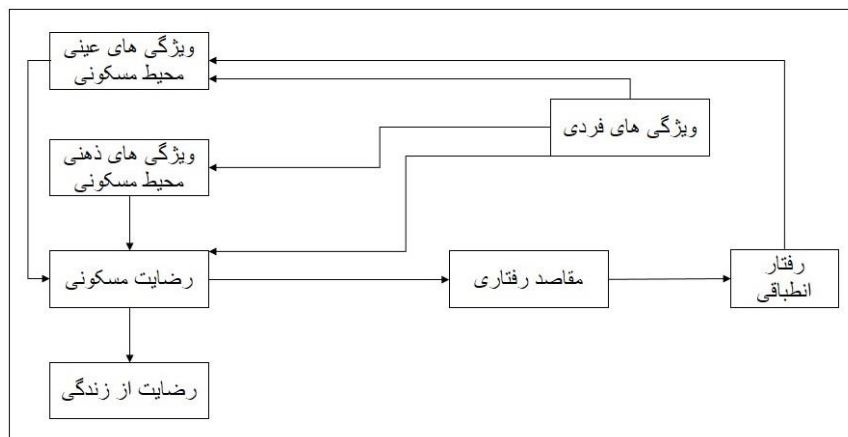 ویژگی های عینی
محیط مسکونی
ویژگی های فردی
ویژگی های ذهنی
محیط مسکونی
رضایت مسکونی
مقاصد رفتاری
رفتار
انطباقی
رضایت از زندگی